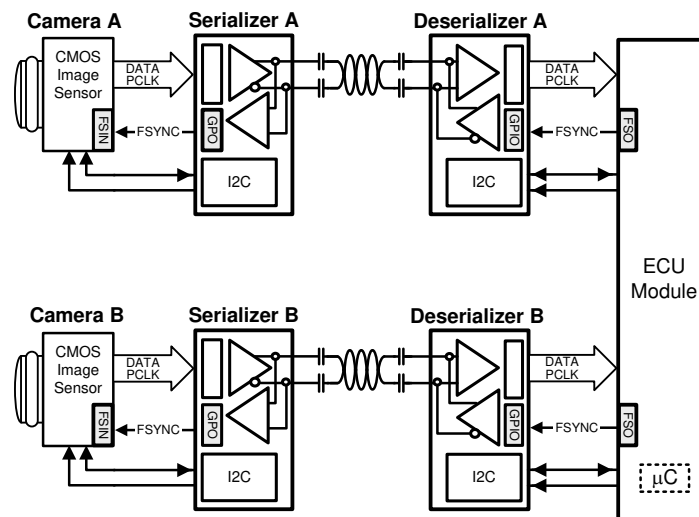 Camera A
Serializer A
Deserializer A
CMOS
Image
Sensor
DATA
PCLK
DATA
PCLK
FSIN
FSYNC
GPO
GPIO
FSYNC
FSO
I2C
I2C
ECU
Module
Camera B
Serializer B
Deserializer B
CMOS
Image
Sensor
DATA
PCLK
DATA
PCLK
FSIN
FSYNC
GPO
GPIO
FSYNC
FSO
I2C
I2C
μC